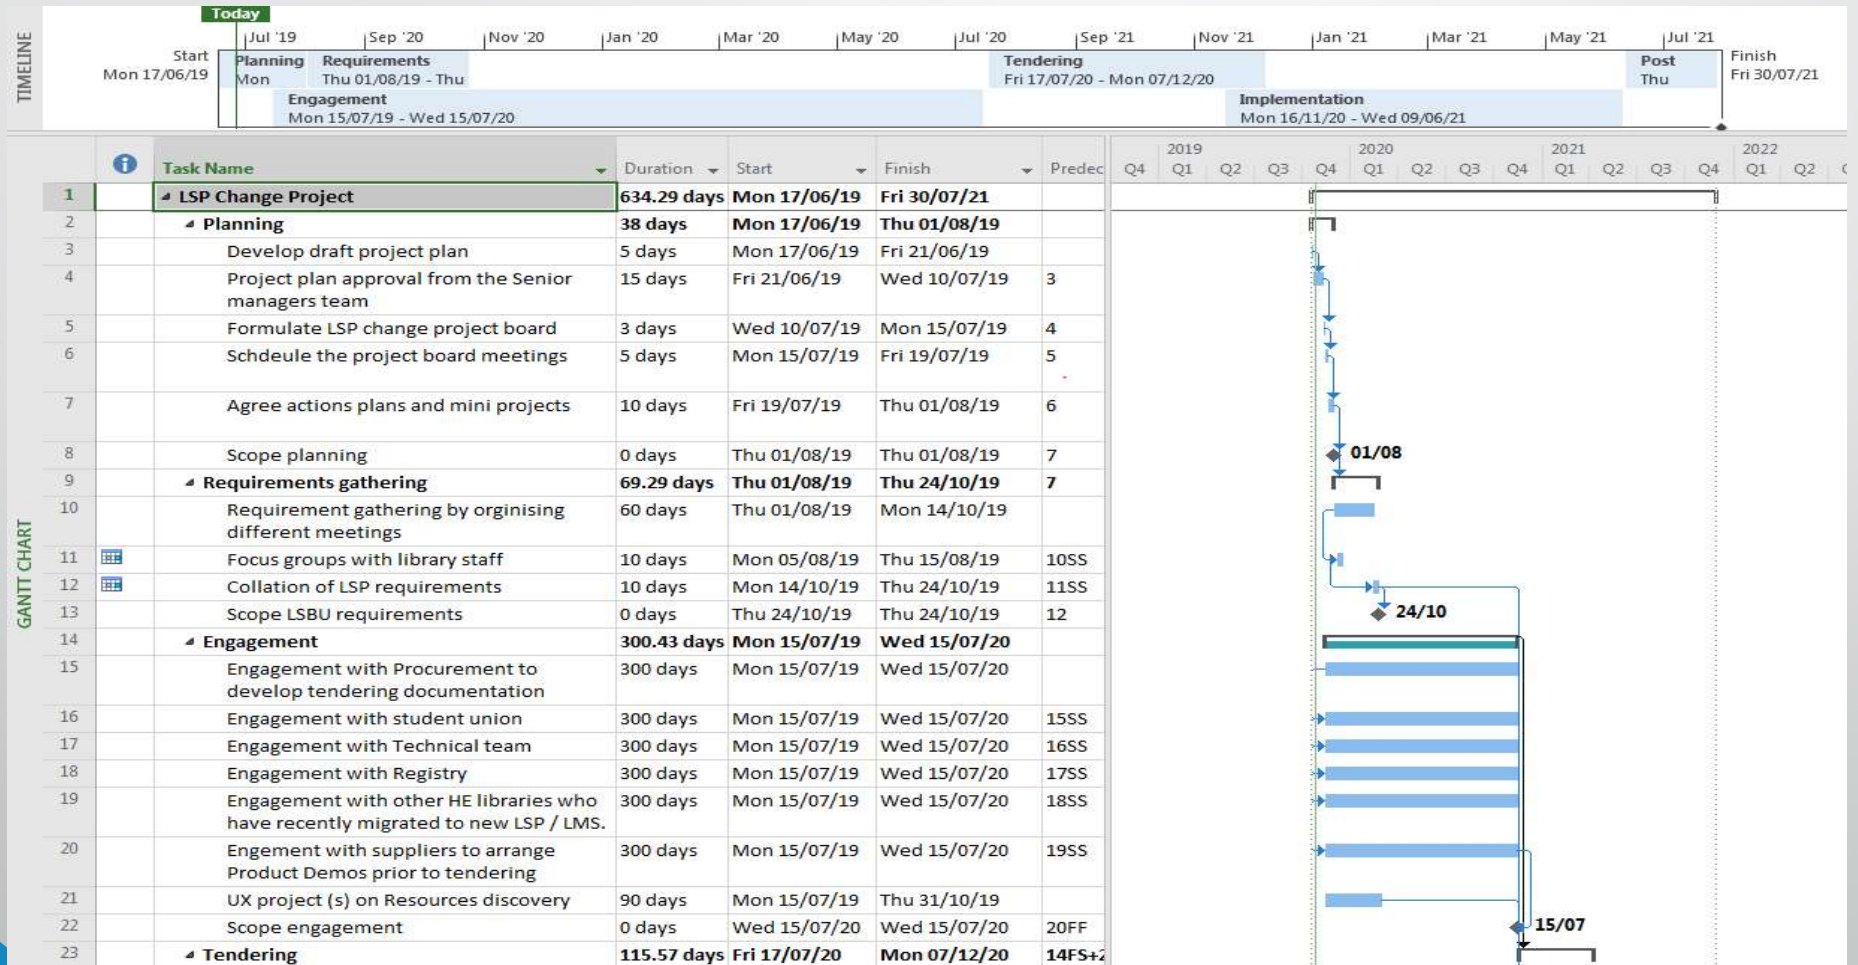 Today
TIMELINE
Jul '19 Sep '20 Nov '20 Jan '20 Mar '20 May '20 Jul '20 Sep '21 Nov '21 Jan '21 Mar '21 May '21 Jul '21
Start
Mon 17/06/19
Planning
Mon
Requirements
Thu 01/08/19 - Thu
Tendering
Fri 17/07/20 - Mon 07/12/20
Post
Thu
Finish
Fri 30/07/21
Engagement
Mon 15/07/19 - Wed 15/07/20
Implementation
Mon 16/11/20 - Wed 09/06/21
GANTT CHART
Task Name Duration Start Finish Predec
2019 2020 2021 2022
Q4 Q1 Q2 Q3 Q4 Q1 Q2 Q3 Q4 Q1 Q2 Q3 Q4 Q1 Q2
1 LSP Change Project 634.29 days Mon 17/06/19 Fri 30/07/21
2 Planning 38 days Mon 17/06/19 Thu 01/08/19
3 Develop draft project plan 5 days Mon 17/06/19 Fri 21/06/19
4 Project plan approval from the Senior 15 days Fri 21/06/19 Wed 10/07/19 3
managers team
5 Formulate LSP change project board 3 days Wed 10/07/19 Mon 15/07/19 4
6 Schdeule the project board meetings 5 days Mon 15/07/19 Fri 19/07/19 5
7 Agree actions plans and mini projects 10 days Fri 19/07/19 Thu 01/08/19 6
8 Scope planning 0 days Thu 01/08/19 Thu 01/08/19 7 01/08
9 Requirements gathering 69.29 days Thu 01/08/19 Thu 24/10/19 7
10 Requirement gathering by orginising 60 days Thu 01/08/19 Mon 14/10/19
different meetings
11 Focus groups with library staff 10 days Mon 05/08/19 Thu 15/08/19 10SS
12 Collation of LSP requirements 10 days Mon 14/10/19 Thu 24/10/19 11SS
13 Scope LSBU requirements 0 days Thu 24/10/19 Thu 24/10/19 12 24/10
14 Engagement 300.43 days Mon 15/07/19 Wed 15/07/20
15 Engagement with Procurement to 300 days Mon 15/07/19 Wed 15/07/20
develop tendering documentation
16 Engagement with student union 300 days Mon 15/07/19 Wed 15/07/20 15SS
17 Engagement with Technical team 300 days Mon 15/07/19 Wed 15/07/20 16SS
18 Engagement with Registry 300 days Mon 15/07/19 Wed 15/07/20 17SS
19 Engagement with other HE libraries who 300 days Mon 15/07/19 Wed 15/07/20 18SS
have recently migrated to new LSP / LMS.
20 Engement with suppliers to arrange 300 days Mon 15/07/19 Wed 15/07/20 19SS
Product Demos prior to tendering
21 UX project (s) on Resources discovery 90 days Mon 15/07/19 Thu 31/10/19
22 Scope engagement 0 days Wed 15/07/20 Wed 15/07/20 20FF 15/07
23 Tendering 115.57 days Fri 17/07/20 Mon 07/12/20 14FS+2